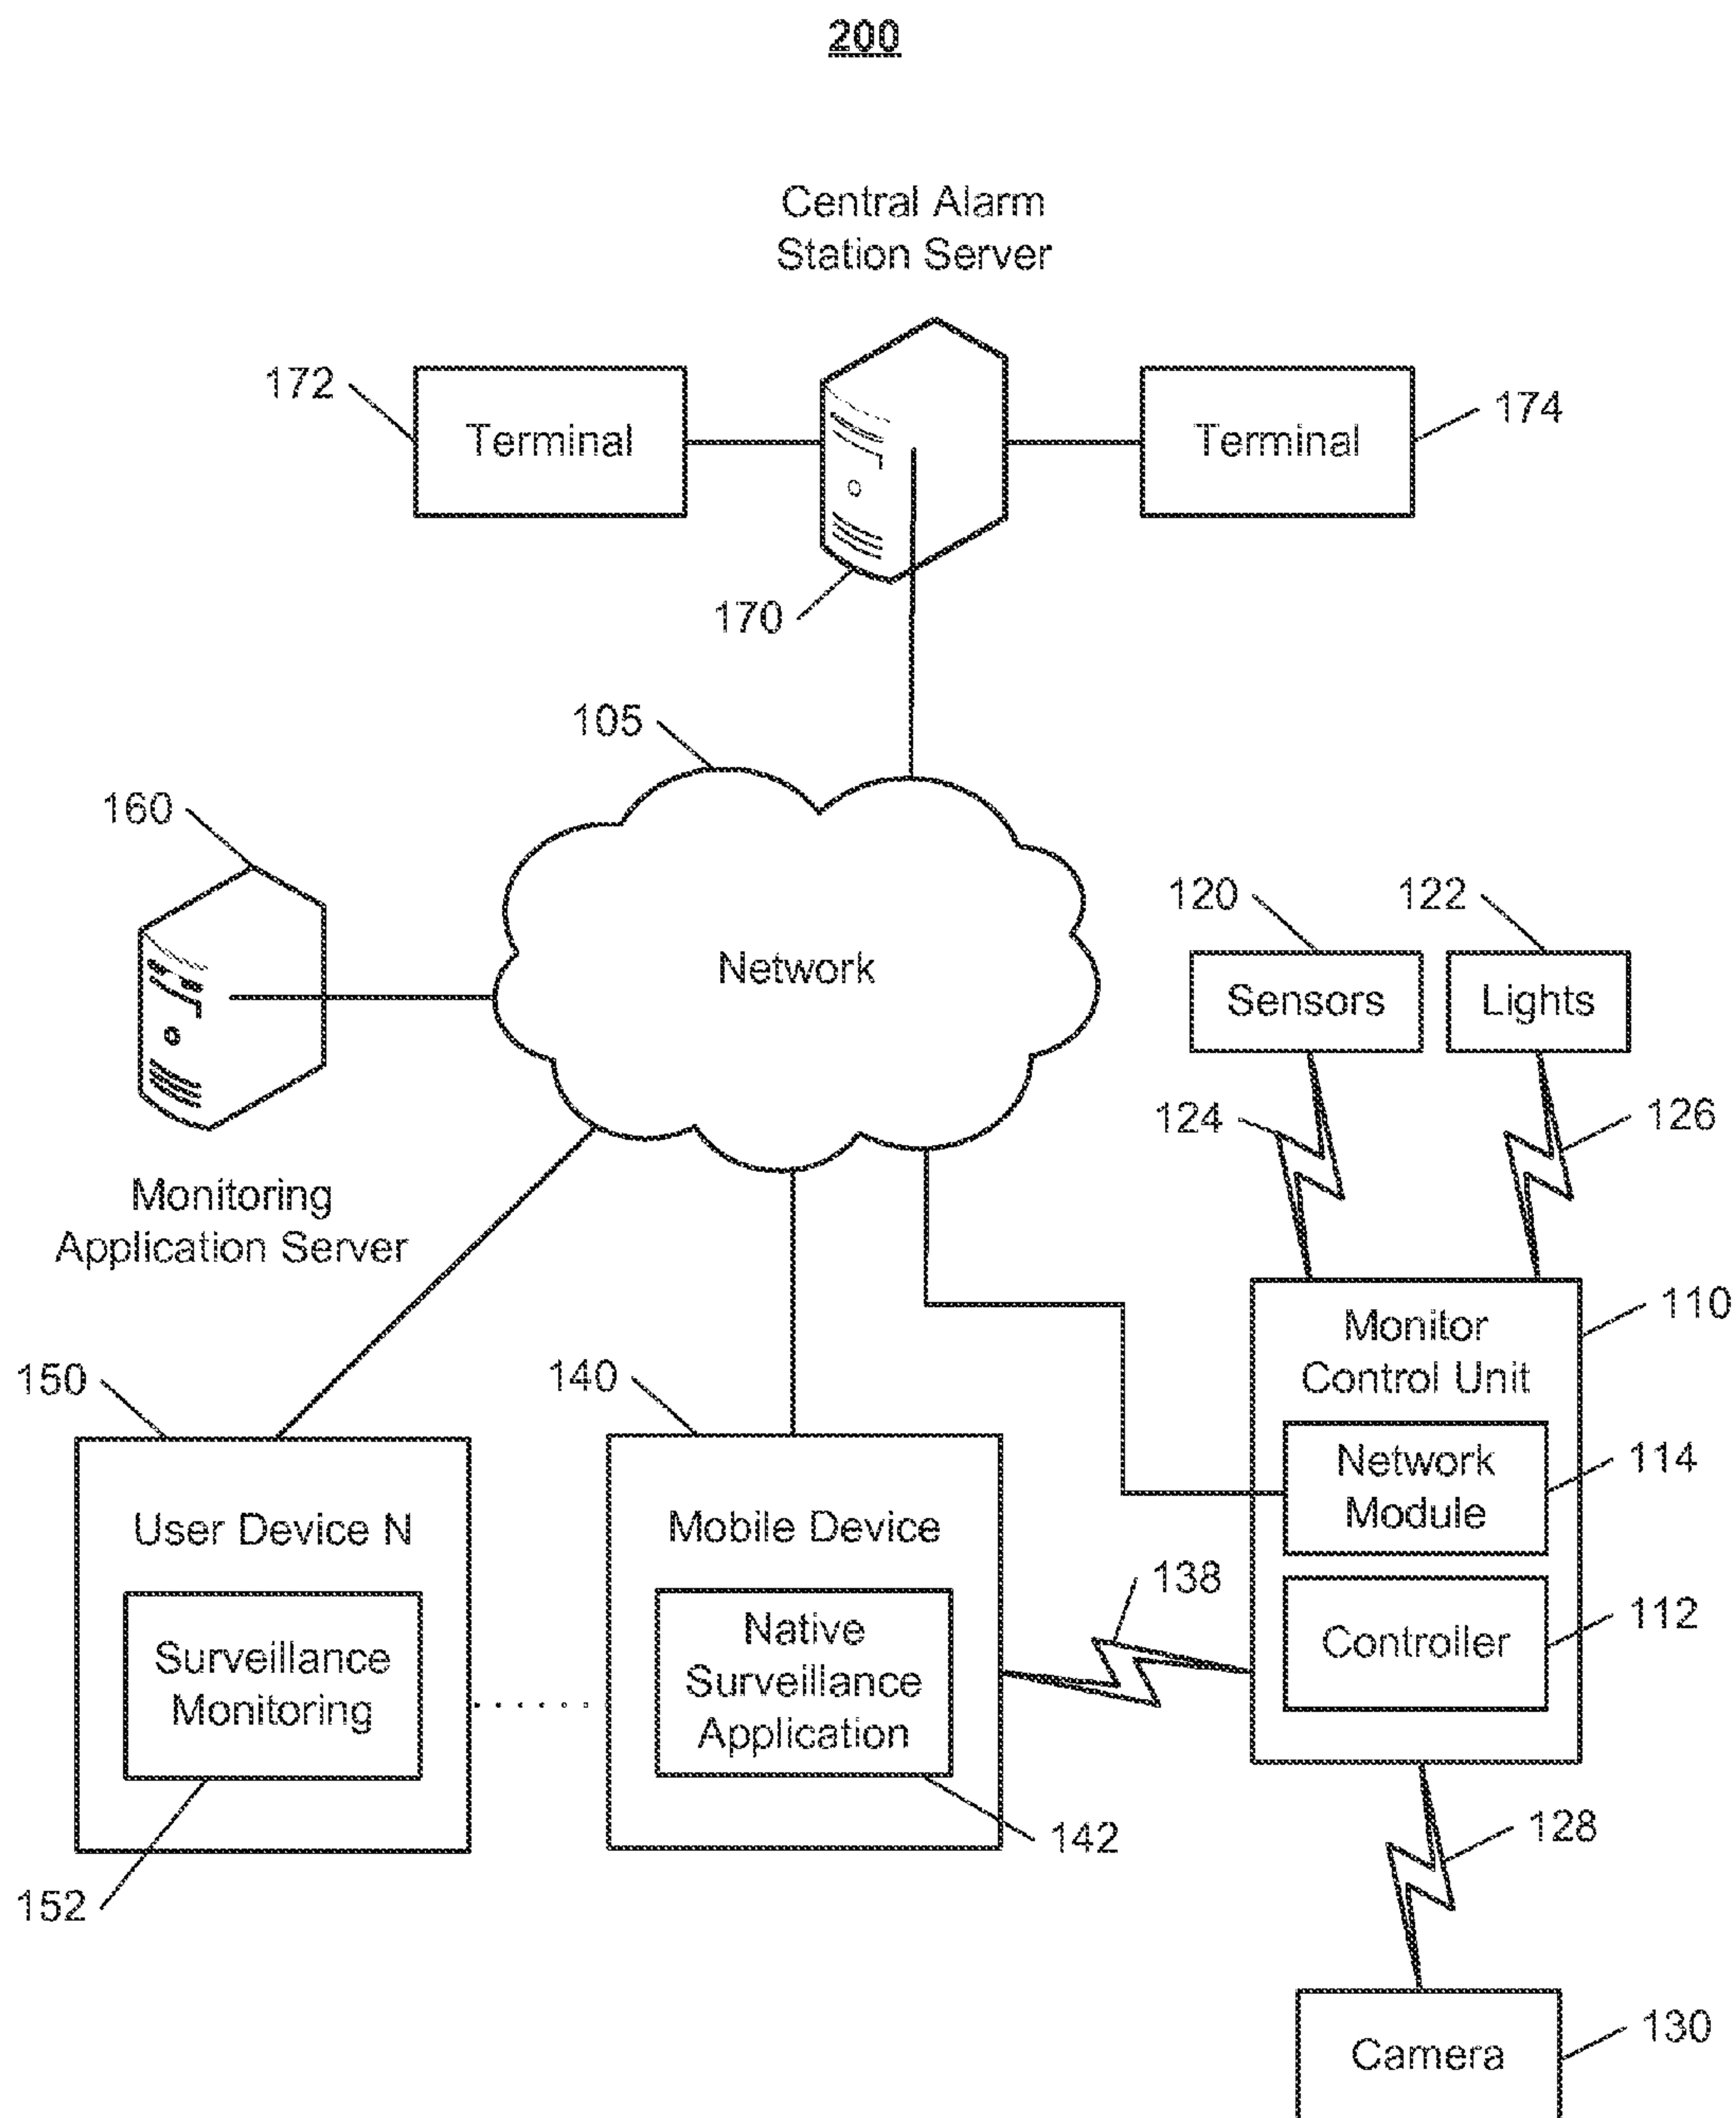 200
Central Alarm
Station Server
172
Terminal
Terminal
174
170
105
160
Network
120
122
Sensors
Lights
124
126
Monitoring
Application Server
110
Monitor
Control Unit
150
140
Network
Module
114
User Device N
Mobile Device
138
112
Controller
Surveillance
Monitoring
Native
Surveillance
Application
142
128
152
130
Camera